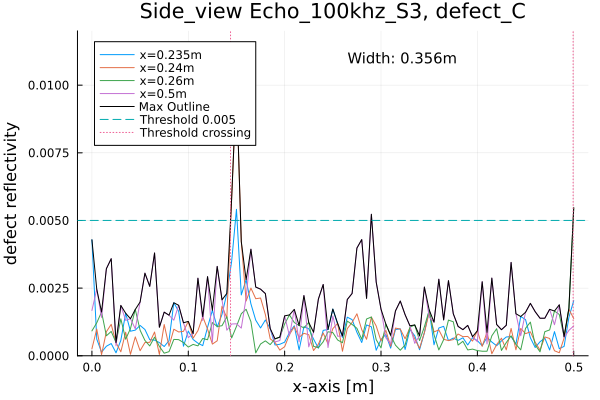 Side_view Echo_100khz_S3, defect_C
Width: 0.356m
x=0.235m
x=0.24m
x=0.26m
x=0.5m
Max Outline
Threshold 0.005
Threshold crossing
defect reflectivity
0.0100
0.0075
0.0050
0.0025
0.0000
0.0 0.1 0.2 0.3 0.4 0.5
x-axis [m]